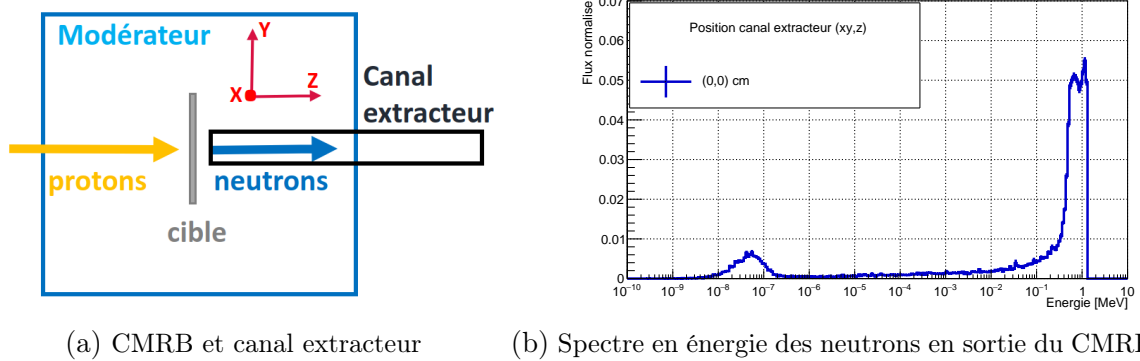 Modérateur
Y
Z
X
Canal
extracteur
protons
neutrons
cible
(a) CMRB et canal extracteur
Flux normalise
0.07
0.06
0.05
0.04
0.03
0.02
0.01
0
Position canal extracteur (xy,z)
(0,0) cm
10⁻¹⁰ 10⁻⁹ 10⁻⁸ 10⁻⁷ 10⁻⁶ 10⁻⁵ 10⁻⁴ 10⁻³ 10⁻² 10⁻¹ 1 10
Energie [MeV]
(b) Spectre en énergie des neutrons en sortie du CMR